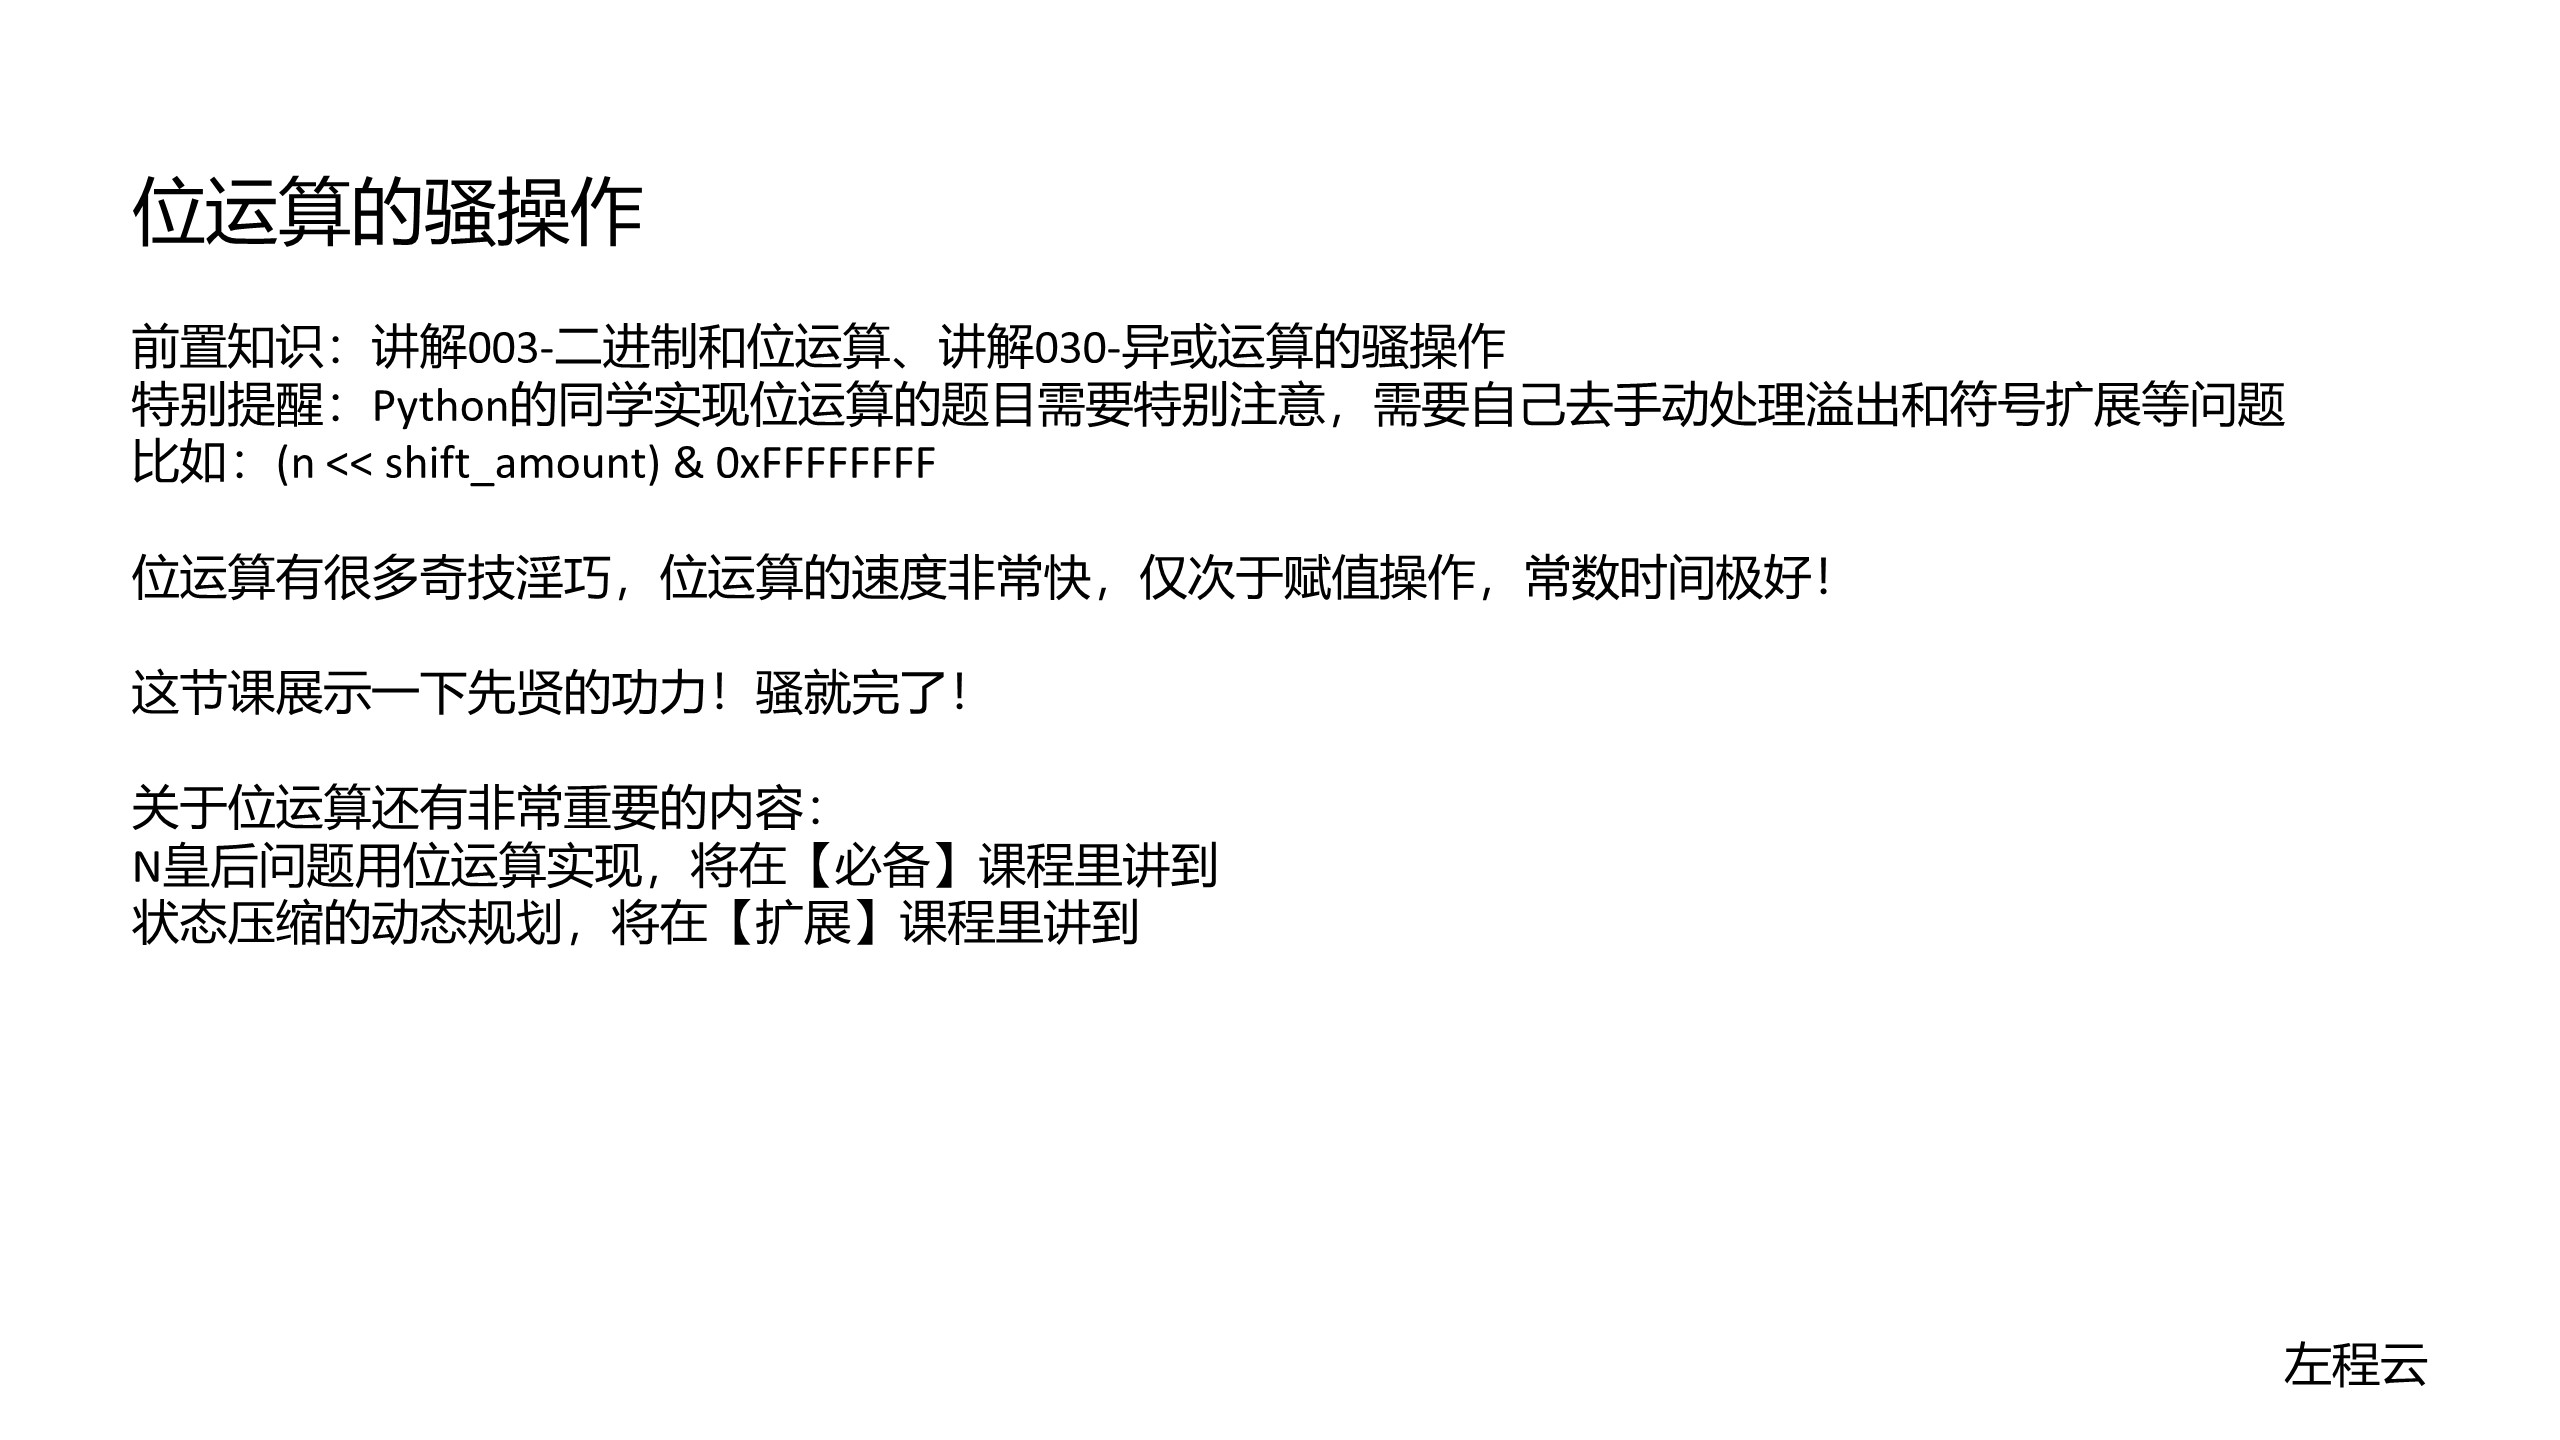 位运算的骚操作
前置知识：讲解003-二进制和位运算、讲解030-异或运算的骚操作
特别提醒：Python的同学实现位运算的题目需要特别注意，需要自己去手动处理溢出和符号扩展等问题
比如：(n << shift_amount) & 0xFFFFFFFF
位运算有很多奇技淫巧，位运算的速度非常快，仅次于赋值操作，常数时间极好！
这节课展示一下先贤的功力！骚就完了！
关于位运算还有非常重要的内容：
N皇后问题用位运算实现，将在【必备】课程里讲到
状态压缩的动态规划，将在【扩展】课程里讲到
左程云